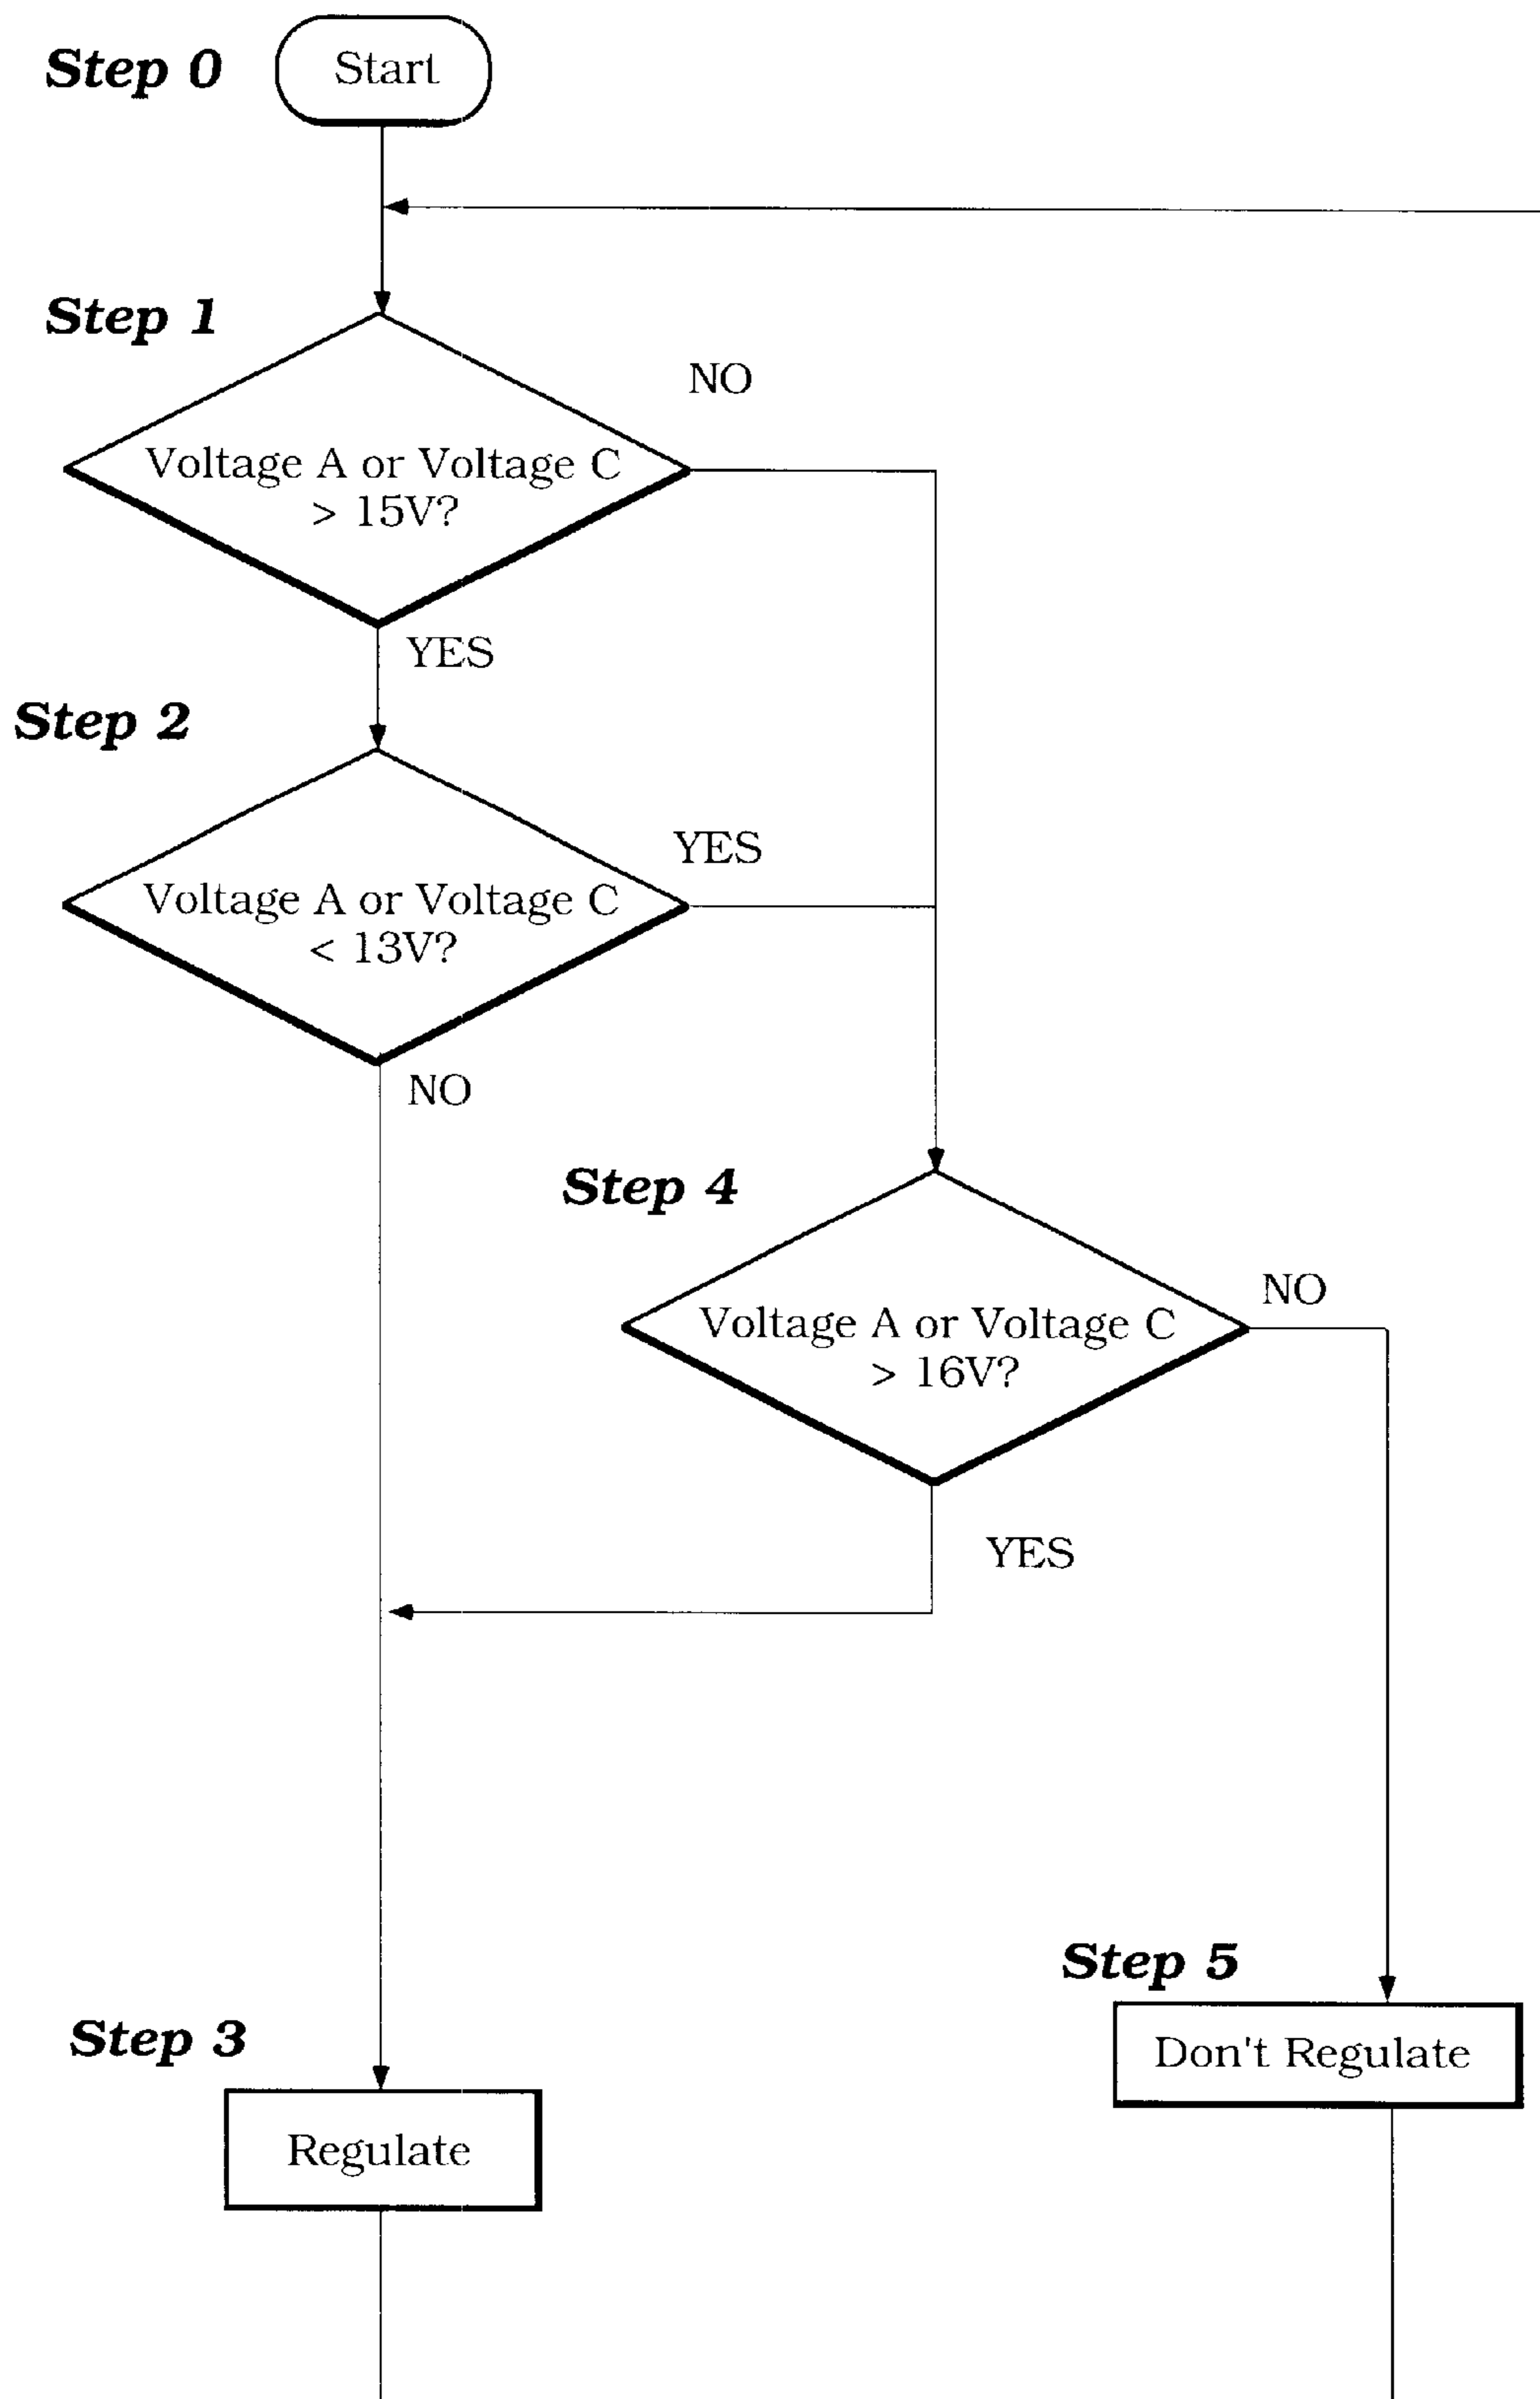 Step 0
Start
Step 1
NO
Voltage A or Voltage C
> 15V?
YES
Step 2
YES
Voltage A or Voltage C
< 13V?
NO
Step 4
NO
Voltage A or Voltage C
> 16V?
YES
Step 5
Don't Regulate
Step 3
Regulate